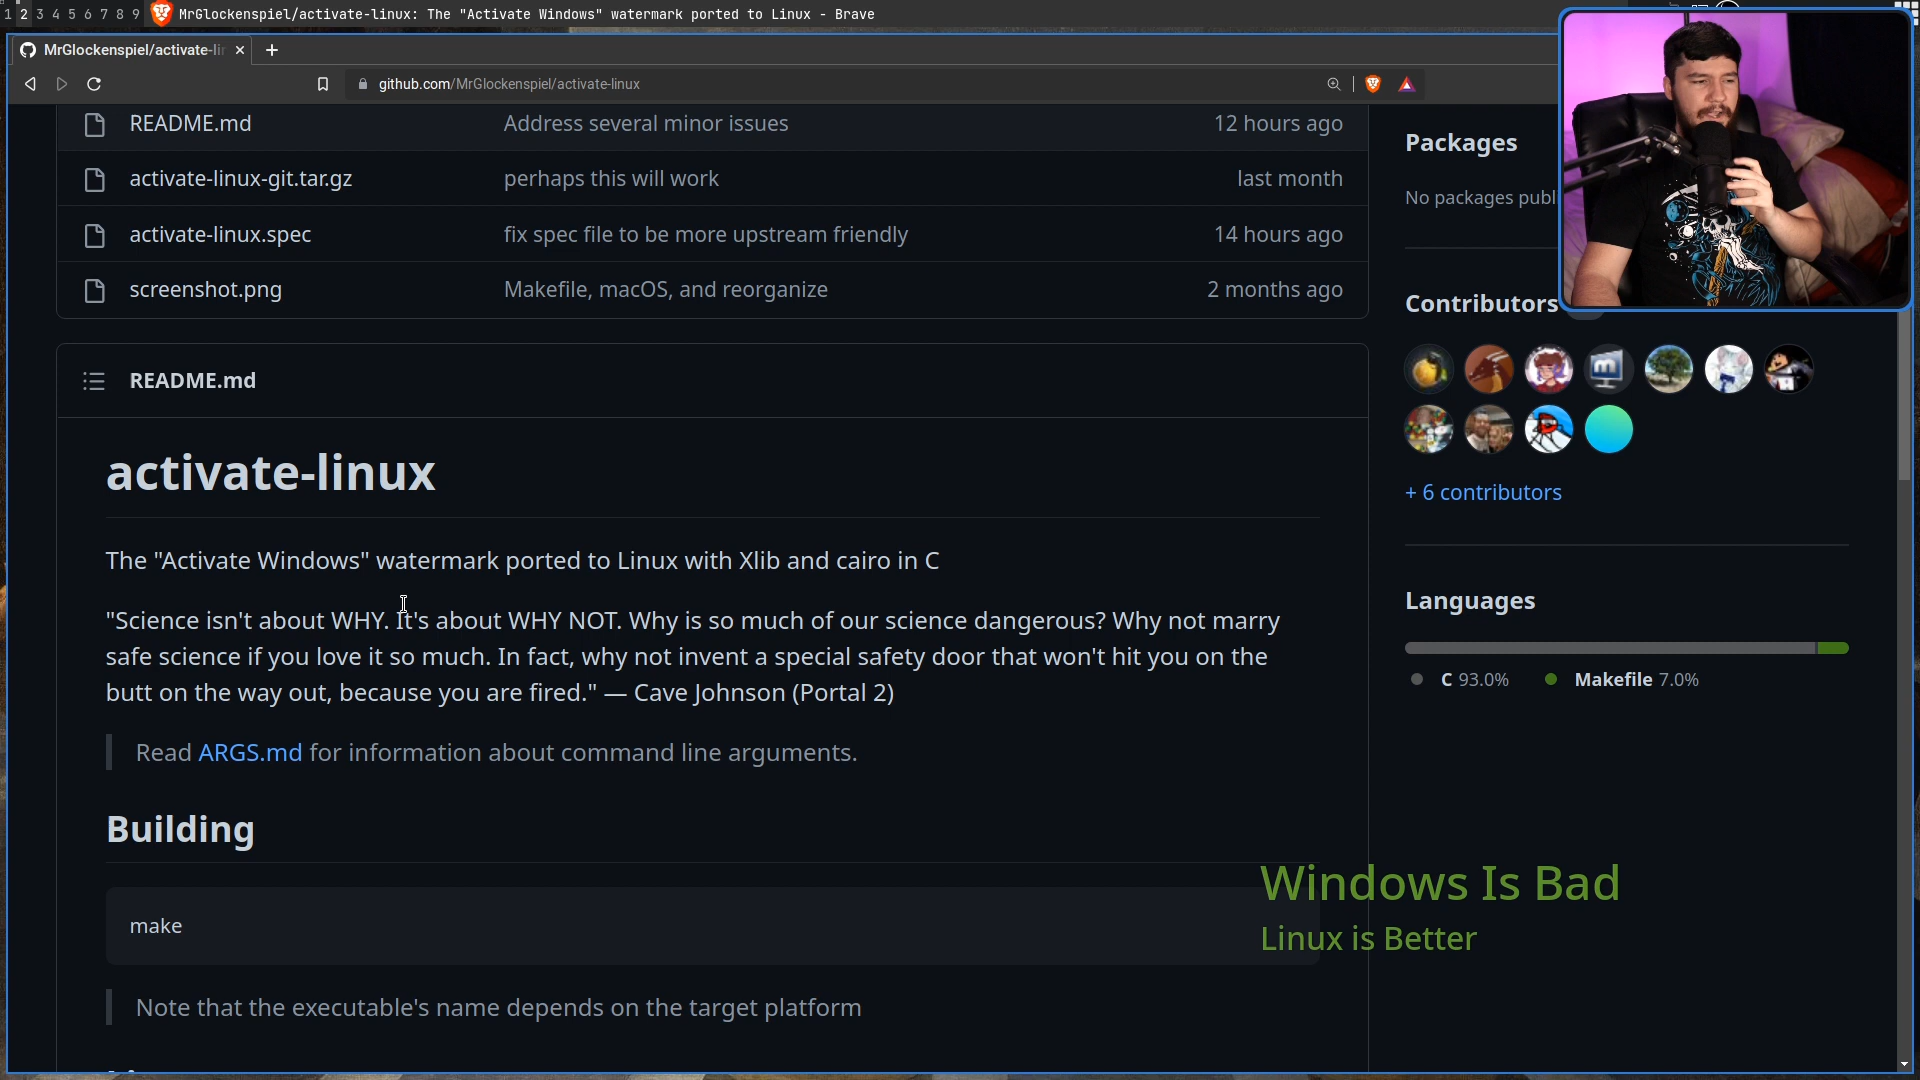 1 2 3 4 5 6 7 8 9 MrGlockenspiel/activate-linux: The "Activate Windows" watermark ported to Linux - Brave
MrGlockenspiel/activate-lin
github.com/MrGlockenspiel/activate-linux
README.md Address several minor issues 12 hours ago
activate-linux-git.tar.gz perhaps this will work last month
activate-linux.spec fix spec file to be more upstream friendly 14 hours ago
screenshot.png Makefile, macOS, and reorganize 2 months ago
README.md
activate-linux
The "Activate Windows" watermark ported to Linux with Xlib and cairo in C
"Science isn't about WHY. It's about WHY NOT. Why is so much of our science dangerous? Why not marry
safe science if you love it so much. In fact, why not invent a special safety door that won't hit you on the
butt on the way out, because you are fired." — Cave Johnson (Portal 2)
Read ARGS.md for information about command line arguments.
Building
make
Note that the executable's name depends on the target platform
Packages
No packages publ
Contributors
+ 6 contributors
Languages
C 93.0% Makefile 7.0%
Windows Is Bad
Linux is Better